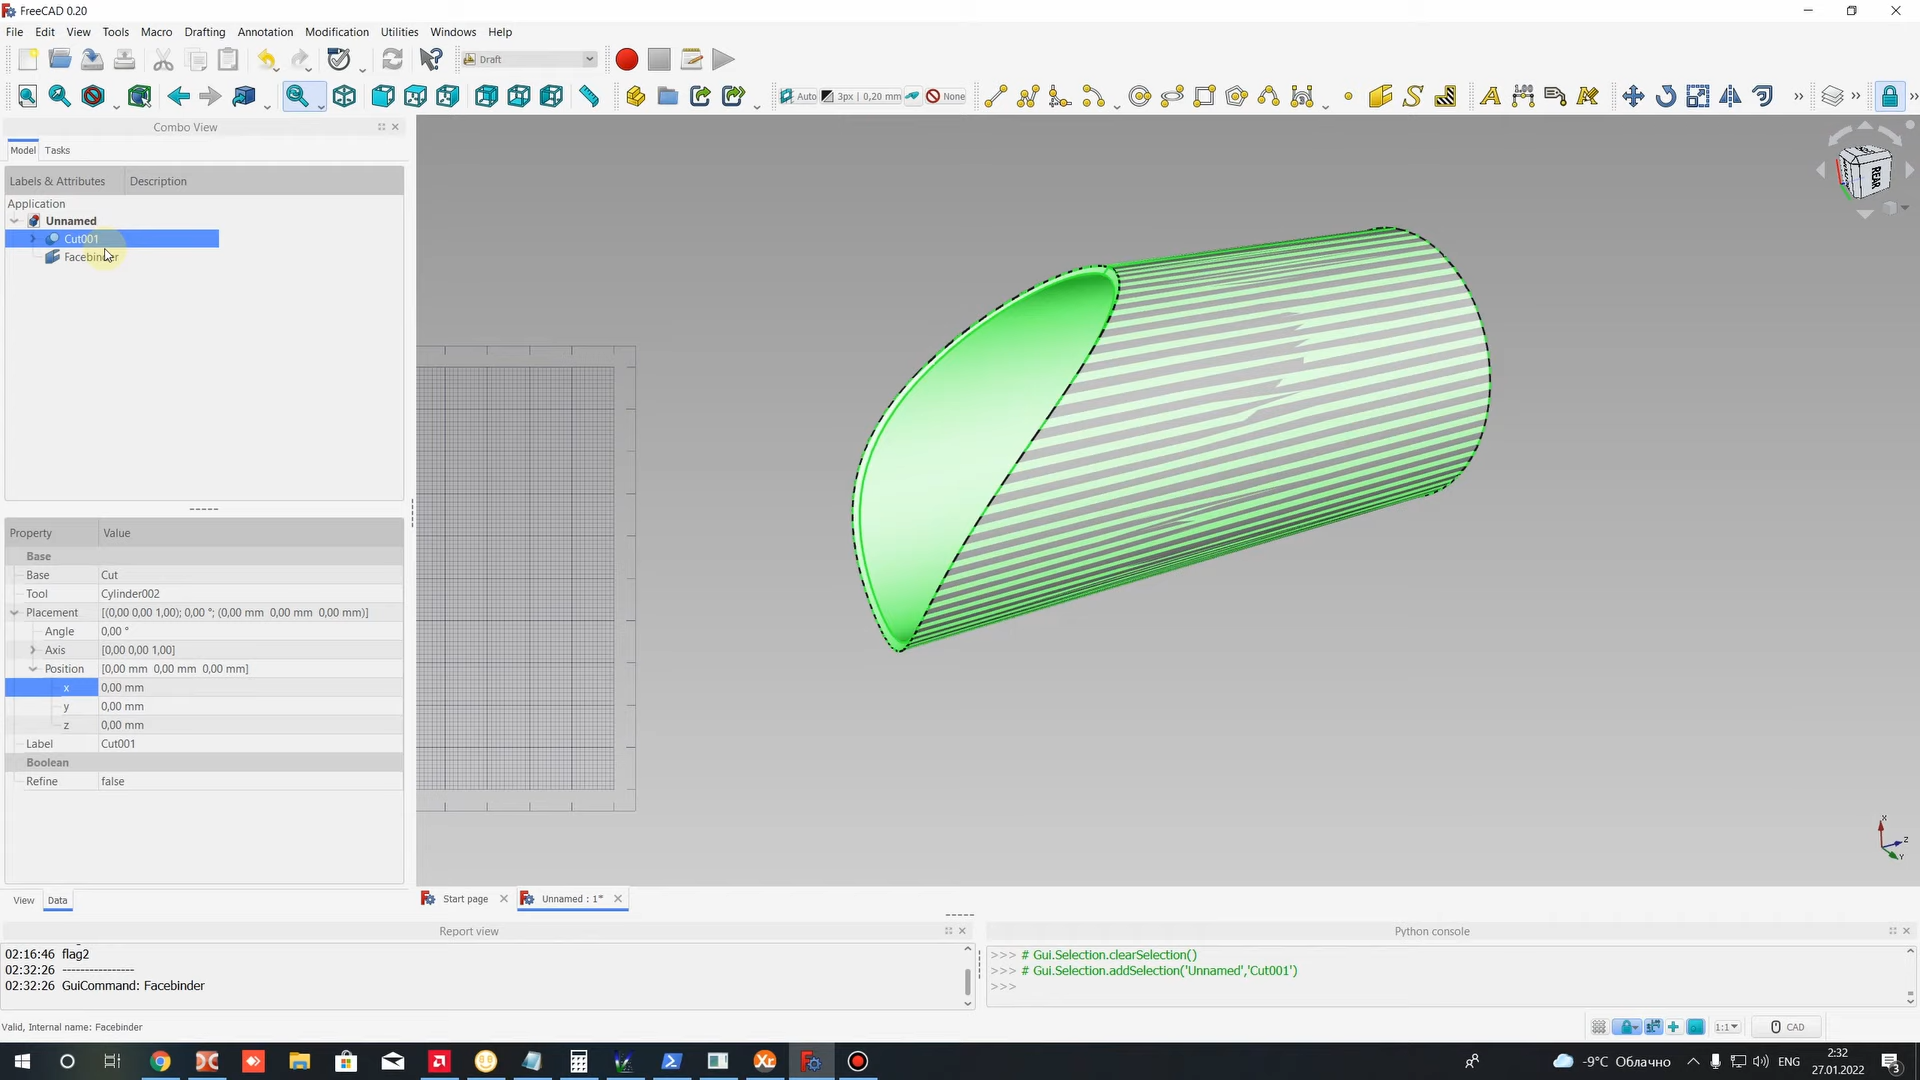 FreeCAD 0.20
File Edit View Tools Macro Drafting Annotation Modification Utilities Windows Help
Draft
Auto 3px | 0,20 mm None
Combo View
Model Tasks
Labels & Attributes Description
Application
Unnamed
Cut001
Facebinder
REAR
Property Value
Base
Base Cut
Tool Cylinder002
Placement [(0,00 0,00 1,00); 0,00 °; (0,00 mm 0,00 mm 0,00 mm)]
Angle 0,00 °
Axis [0,00 0,00 1,00]
Position [0,00 mm 0,00 mm 0,00 mm]
x 0,00 mm
y 0,00 mm
z 0,00 mm
Label Cut001
Boolean
Refine false
X
Z
Y
View Data
Start page Unnamed : 1*
Report view
Python console
02:16:46 flag2
02:32:26 ----------------
02:32:26 GuiCommand: Facebinder
>>> # Gui.Selection.clearSelection()
>>> # Gui.Selection.addSelection('Unnamed','Cut001')
>>>
Valid, Internal name: Facebinder
1:1 CAD
-9°C Облачно ENG 2:32
27.01.2022
3